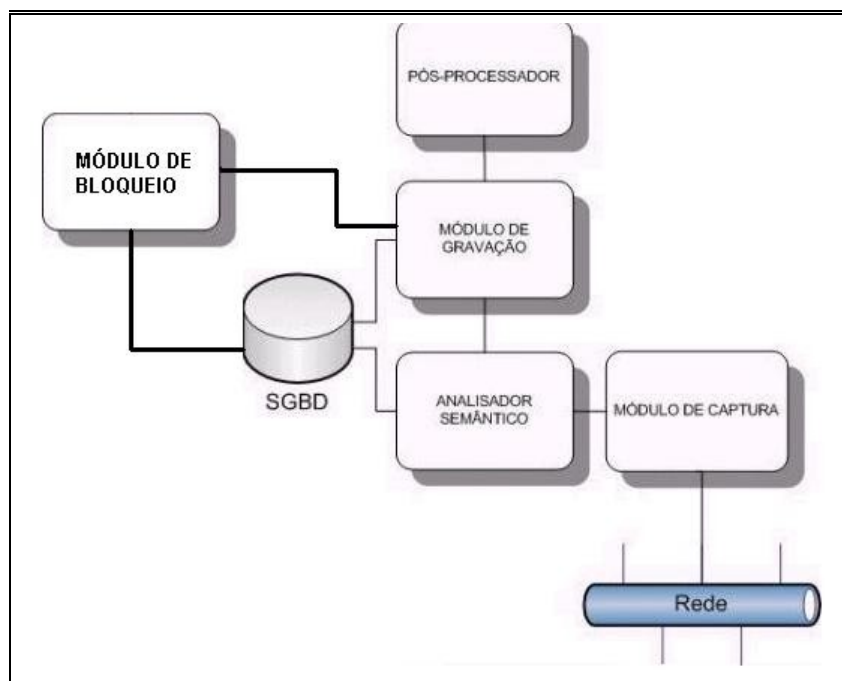 PÓS-PROCESSADOR
MÓDULO DE
BLOQUEIO
MÓDULO DE
GRAVAÇÃO
SGBD
ANALISADOR
SEMÂNTICO
MÓDULO DE CAPTURA
Rede